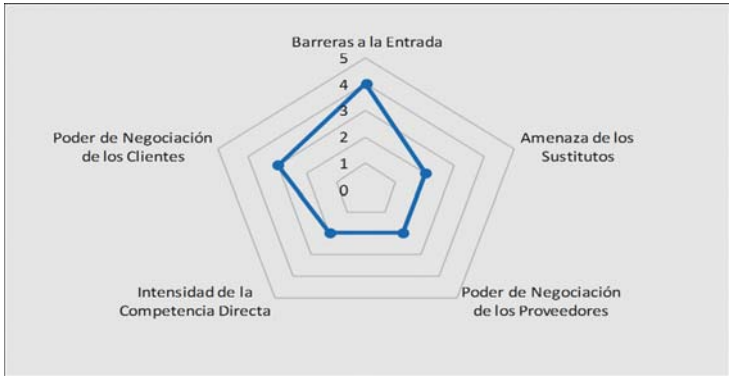 Barreras a la Entrada
5
4
3
2
1
0
Amenaza de los
Sustitutos
Poder de Negociación
de los Proveedores
Intensidad de la
Competencia Directa
Poder de Negociación
de los Clientes